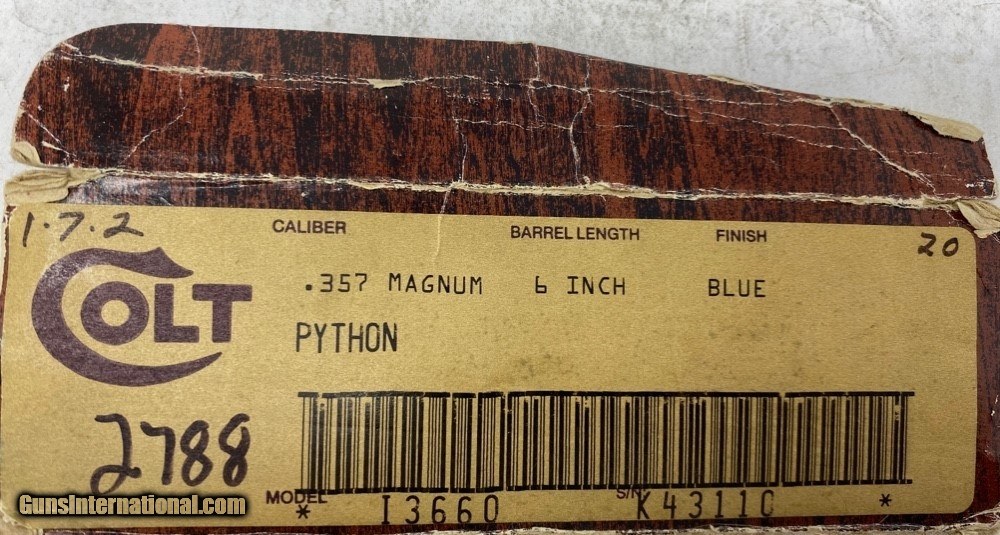 1.7.2
CALIBER BARREL LENGTH FINISH
20
COLT
.357 MAGNUM 6 INCH BLUE
PYTHON
2788
MODEL S/N
* I3660 K43110 *
GunsInternational.com